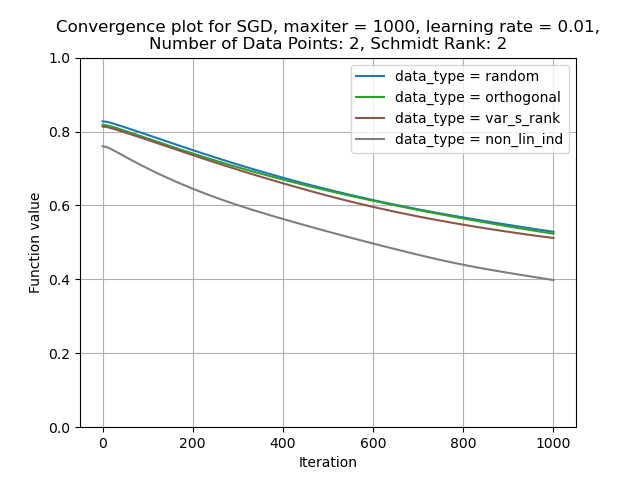 Convergence plot for SGD, maxiter = 1000, learning rate = 0.01,
Number of Data Points: 2, Schmidt Rank: 2
1.0
0.8
0.6
0.4
0.2
0.0
Function value
data_type = random
data_type = orthogonal
data_type = var_s_rank
data_type = non_lin_ind
0 200 400 600 800 1000
Iteration